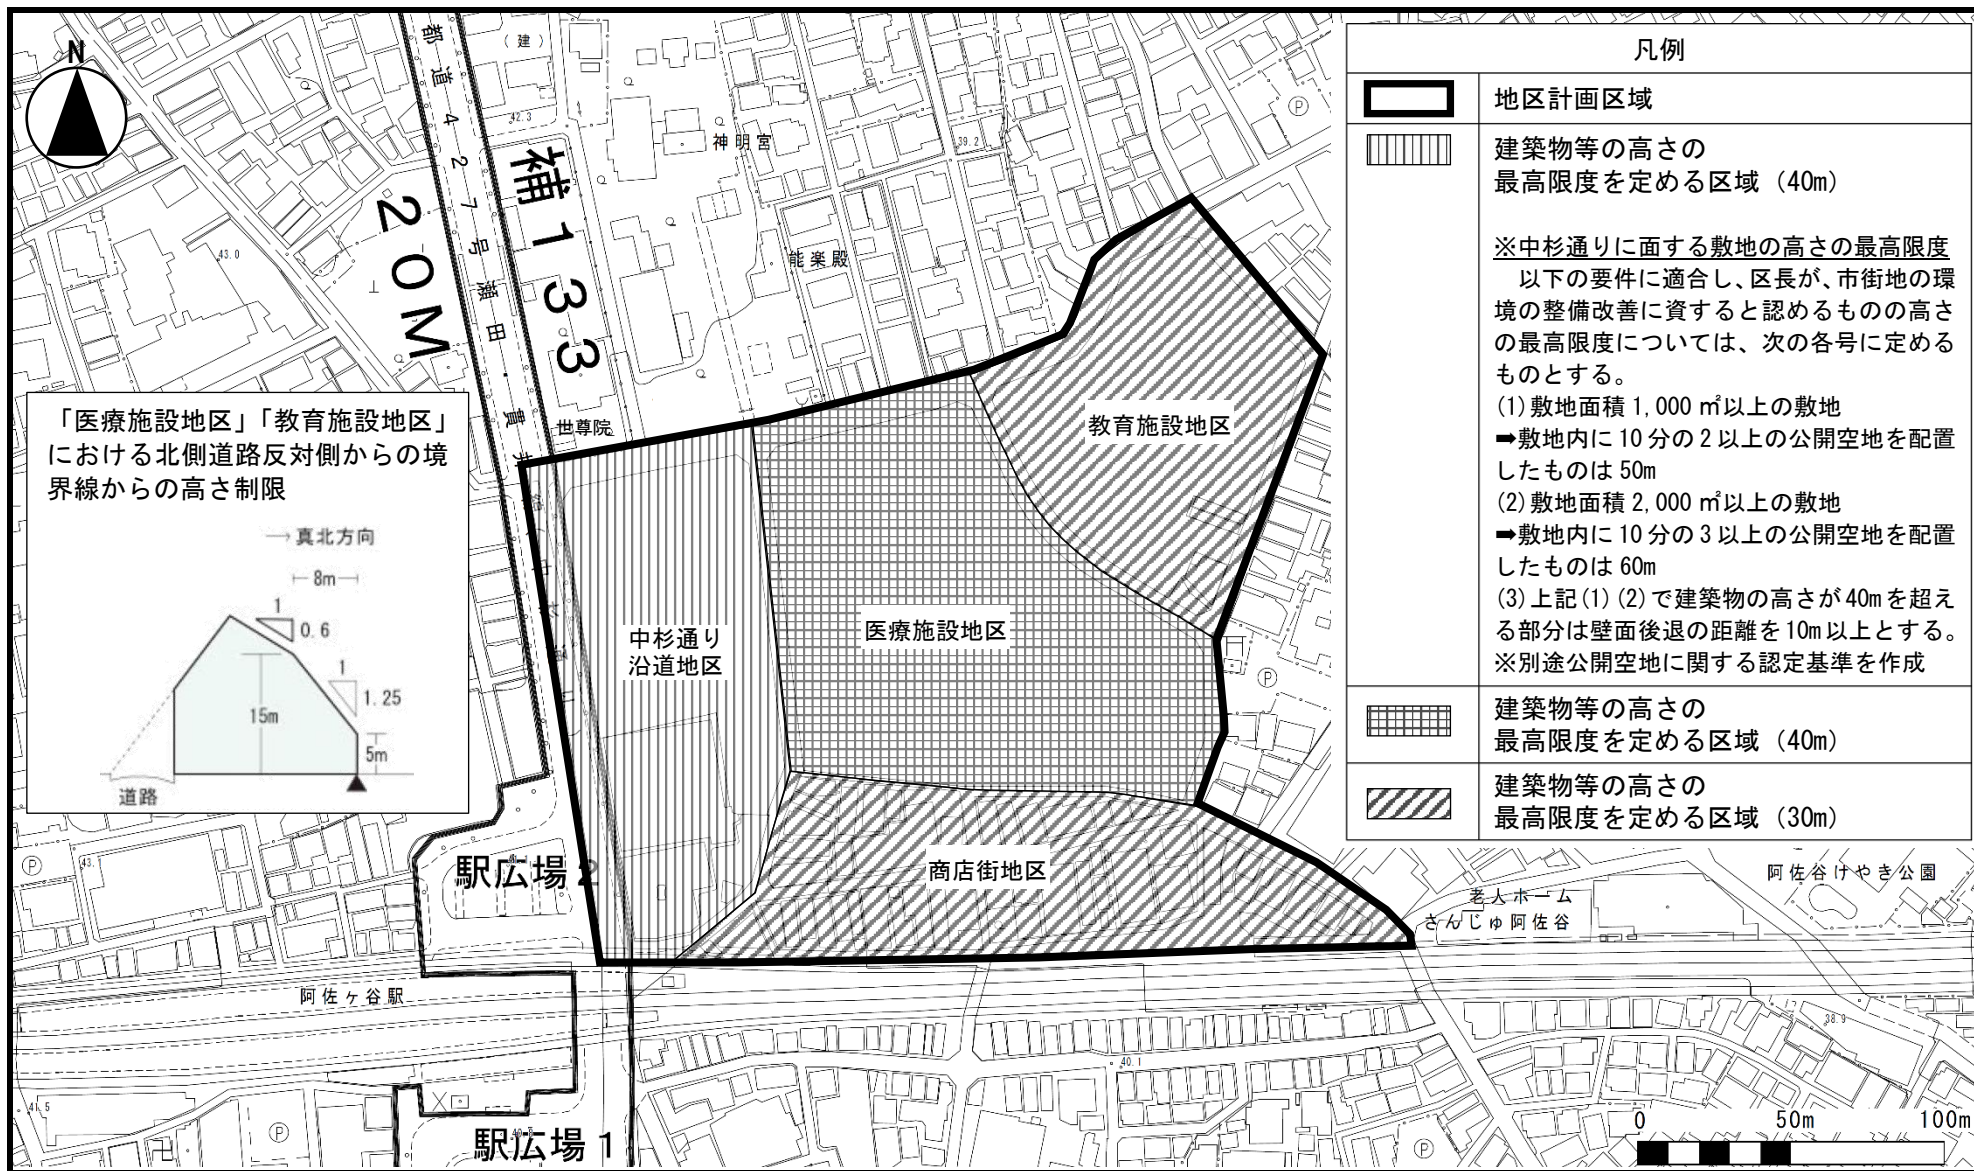 N
(建)
都道427号瀬田・貫井
42.3
神明宮
39.2
P
補133
20M
43.0
能楽殿
世尊院
「医療施設地区」「教育施設地区」
における北側道路反対側からの境
界線からの高さ制限
→真北方向
8m
1
0.6
1
1.25
15m
5m
道路
教育施設地区
医療施設地区
中杉通り
沿道地区
商店街地区
P
P
43.1
駅広場2
阿佐ヶ谷駅
41.5
P
駅広場1
40.1
P
38.9
老人ホーム
さんじゅ阿佐谷
阿佐谷けやき公園
0 50m 100m
凡例
地区計画区域
建築物等の高さの
最高限度を定める区域(40m)
※中杉通りに面する敷地の高さの最高限度
以下の要件に適合し、区長が、市街地の環
境の整備改善に資すると認めるものの高さ
の最高限度については、次の各号に定める
ものとする。
(1)敷地面積1,000㎡以上の敷地
➡敷地内に10分の2以上の公開空地を配置
したものは50m
(2)敷地面積2,000㎡以上の敷地
➡敷地内に10分の3以上の公開空地を配置
したものは60m
(3)上記(1)(2)で建築物の高さが40mを超え
る部分は壁面後退の距離を10m以上とする。
※別途公開空地に関する認定基準を作成
建築物等の高さの
最高限度を定める区域(40m)
建築物等の高さの
最高限度を定める区域(30m)